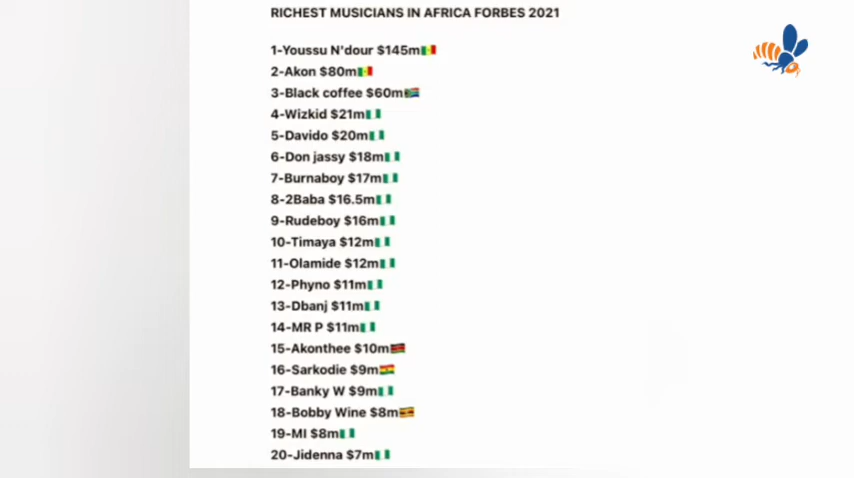 RICHEST MUSICIANS IN AFRICA FORBES 2021
1-Youssu N'dour $145m🇸🇳
2-Akon $80m🇸🇳
3-Black coffee $60m🇿🇦
4-Wizkid $21m🇳🇬
5-Davido $20m🇳🇬
6-Don jassy $18m🇳🇬
7-Burnaboy $17m🇳🇬
8-2Baba $16.5m🇳🇬
9-Rudeboy $16m🇳🇬
10-Timaya $12m🇳🇬
11-Olamide $12m🇳🇬
12-Phyno $11m🇳🇬
13-Dbanj $11m🇳🇬
14-MR P $11m🇳🇬
15-Akonthee $10m🇰🇪
16-Sarkodie $9m🇬🇭
17-Banky W $9m🇳🇬
18-Bobby Wine $8m🇺🇬
19-MI $8m🇳🇬
20-Jidenna $7m🇳🇬